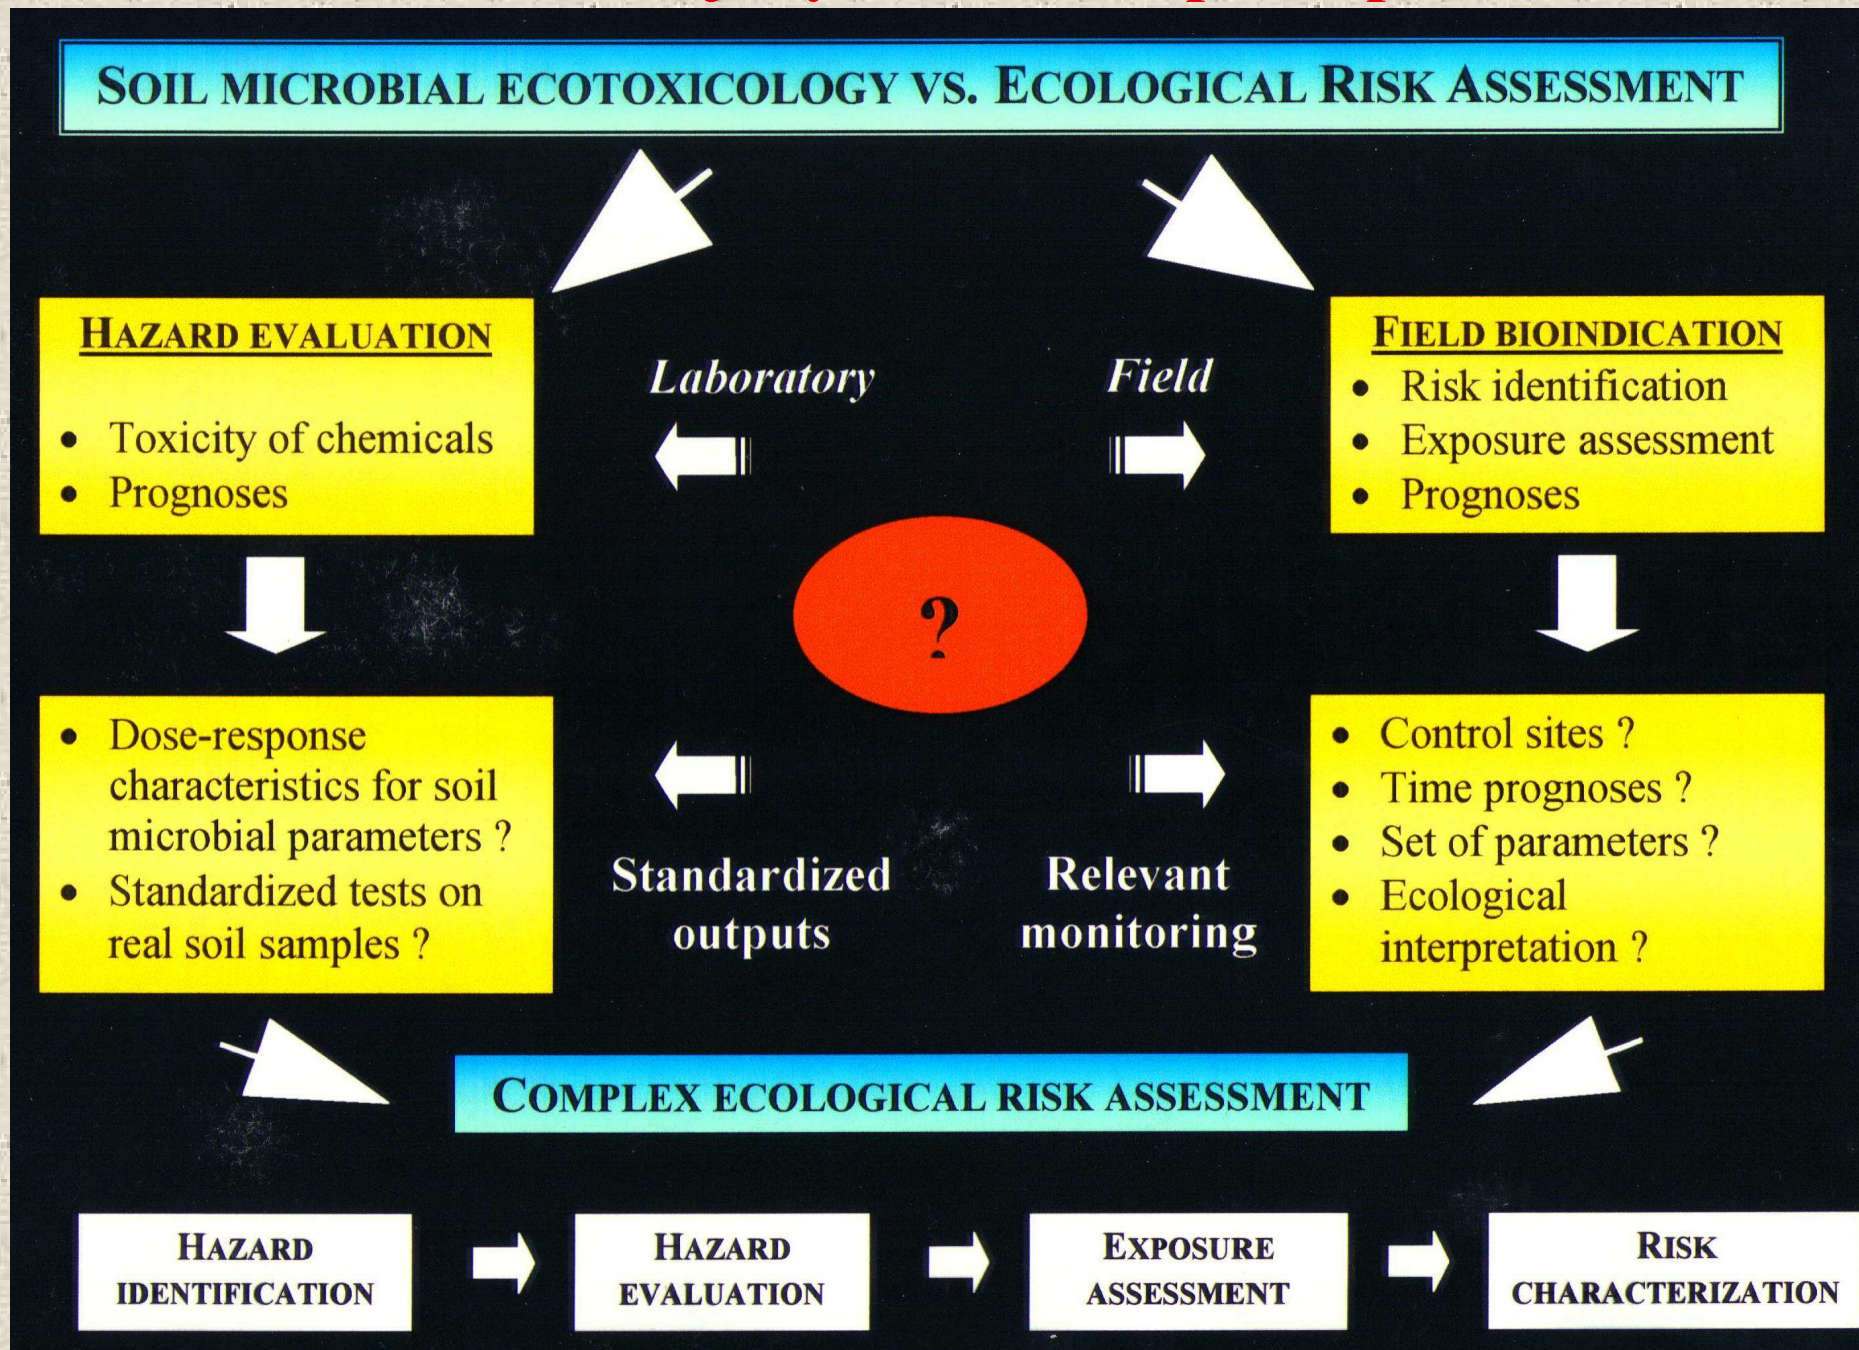 SOIL MICROBIAL ECOTOXICOLOGY VS. ECOLOGICAL RISK ASSESSMENT
HAZARD EVALUATION
• Toxicity of chemicals
• Prognoses
Laboratory
Field
FIELD BIOINDICATION
• Risk identification
• Exposure assessment
• Prognoses
?
• Dose-response
characteristics for soil
microbial parameters ?
• Standardized tests on
real soil samples ?
Standardized
outputs
Relevant
monitoring
• Control sites ?
• Time prognoses ?
• Set of parameters ?
• Ecological
interpretation ?
COMPLEX ECOLOGICAL RISK ASSESSMENT
HAZARD
IDENTIFICATION
HAZARD
EVALUATION
EXPOSURE
ASSESSMENT
RISK
CHARACTERIZATION